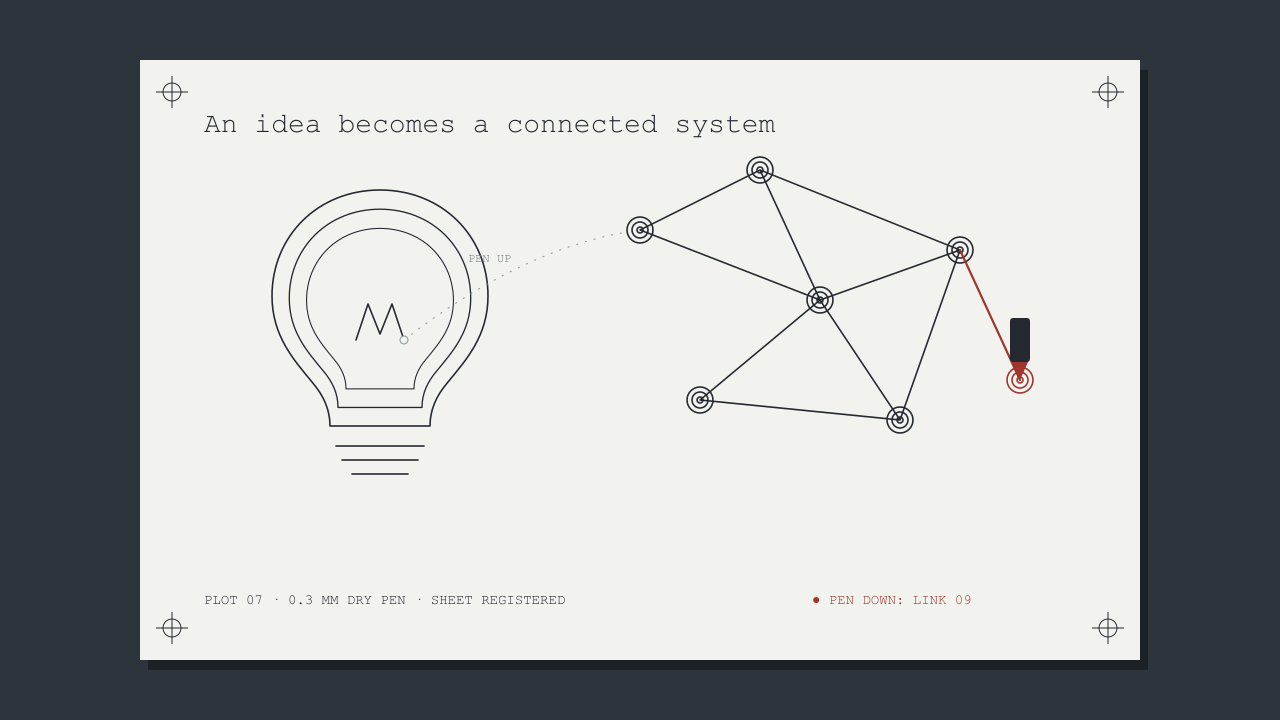 An idea becomes a connected system
PEN UP
PLOT 07 · 0.3 MM DRY PEN · SHEET REGISTERED
● PEN DOWN: LINK 09